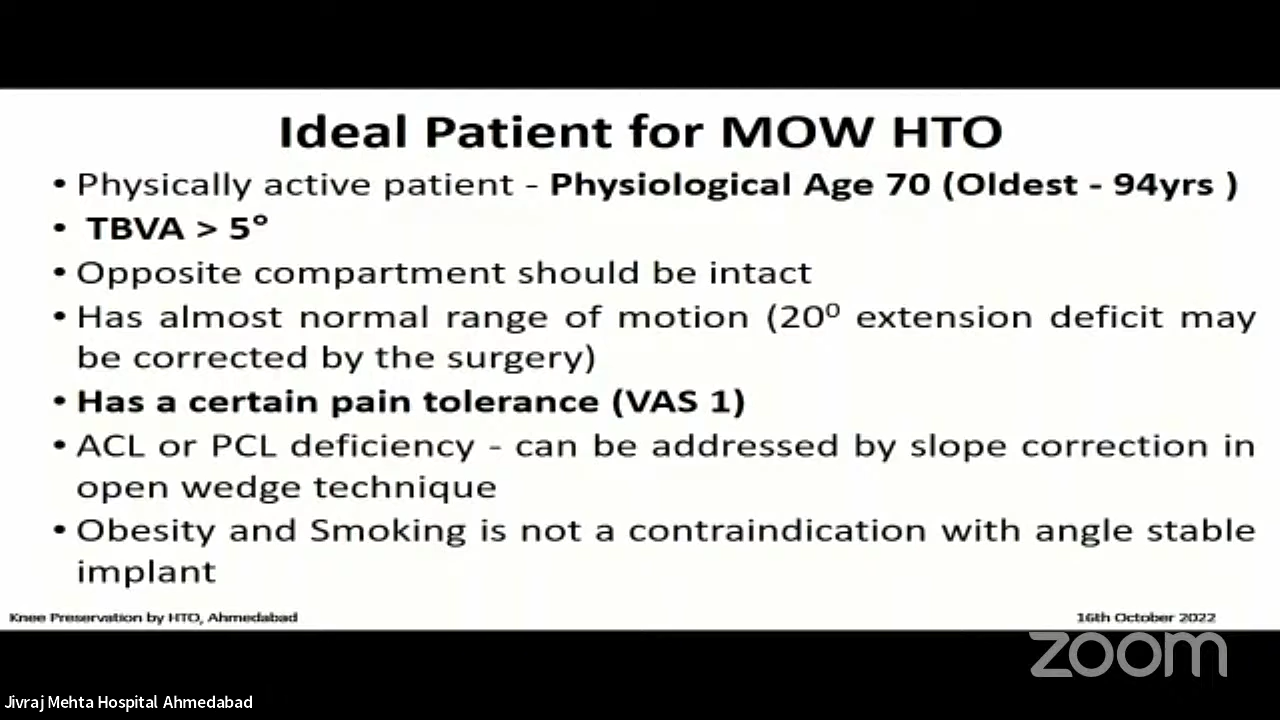 Ideal Patient for MOW HTO
• Physically active patient - Physiological Age 70 (Oldest - 94yrs )
• TBVA > 5°
• Opposite compartment should be intact
• Has almost normal range of motion (20⁰ extension deficit may
be corrected by the surgery)
• Has a certain pain tolerance (VAS 1)
• ACL or PCL deficiency - can be addressed by slope correction in
open wedge technique
• Obesity and Smoking is not a contraindication with angle stable
implant
Knee Preservation by HTO, Ahmedabad
16th October 2022
zoom
Jivraj Mehta Hospital Ahmedabad